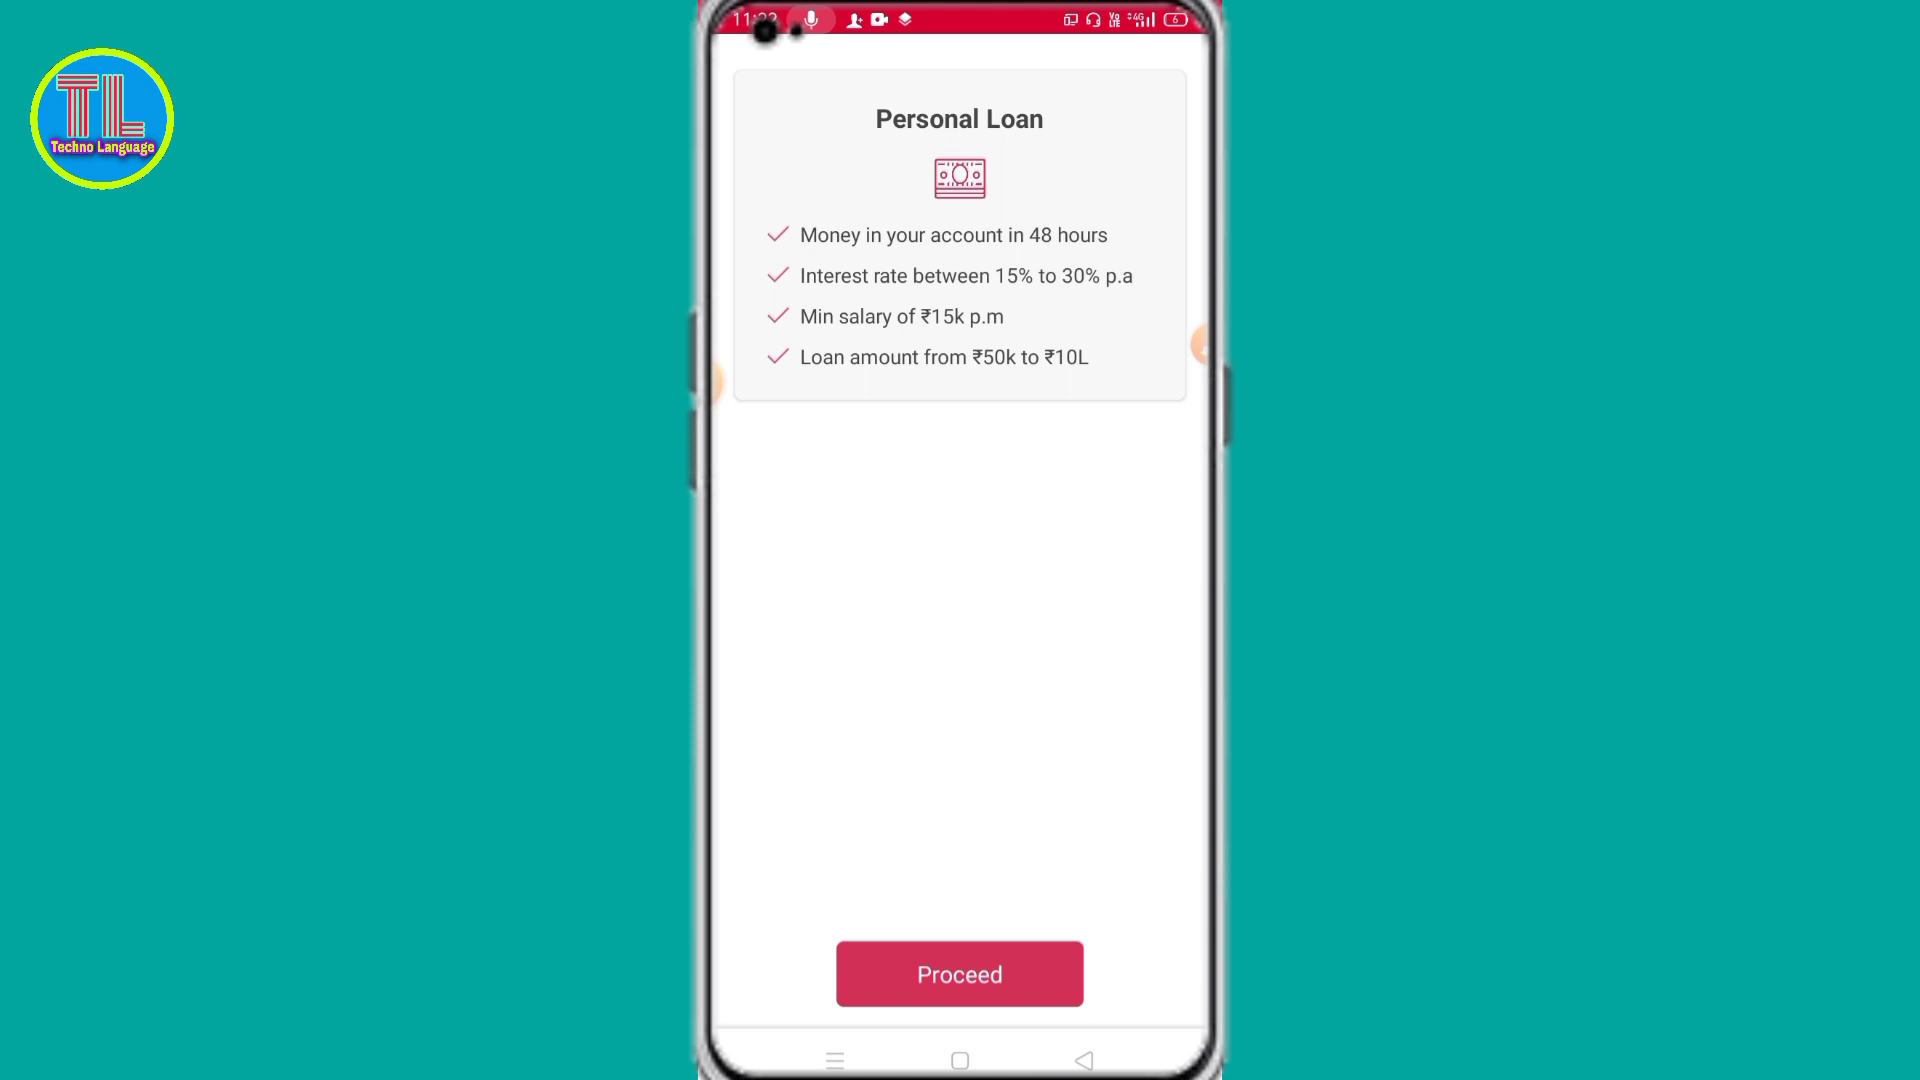 TL
Techno Language
Personal Loan
Money in your account in 48 hours
Interest rate between 15% to 30% p.a
Min salary of ₹15k p.m
Loan amount from ₹50k to ₹10L
Proceed